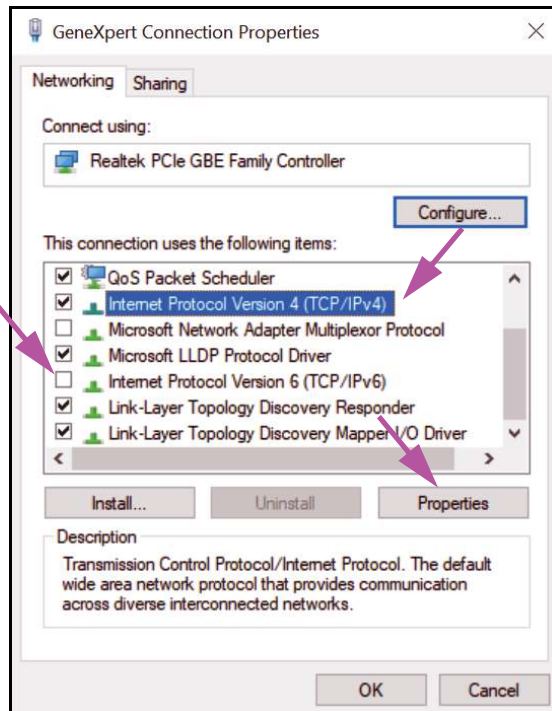 GeneXpert Connection Properties
Networking
Sharing
Connect using:
Realtek PCIe GBE Family Controller
Configure...
This connection uses the following items:
QoS Packet Scheduler
Internet Protocol Version 4 (TCP/IPv4)
Microsoft Network Adapter Multiplexor Protocol
Microsoft LLDP Protocol Driver
Internet Protocol Version 6 (TCP/IPv6)
Link-Layer Topology Discovery Responder
Link-Layer Topology Discovery Mapper I/O Driver
Install...
Uninstall
Properties
Description
Transmission Control Protocol/Internet Protocol. The default
wide area network protocol that provides communication
across diverse interconnected networks.
OK
Cancel